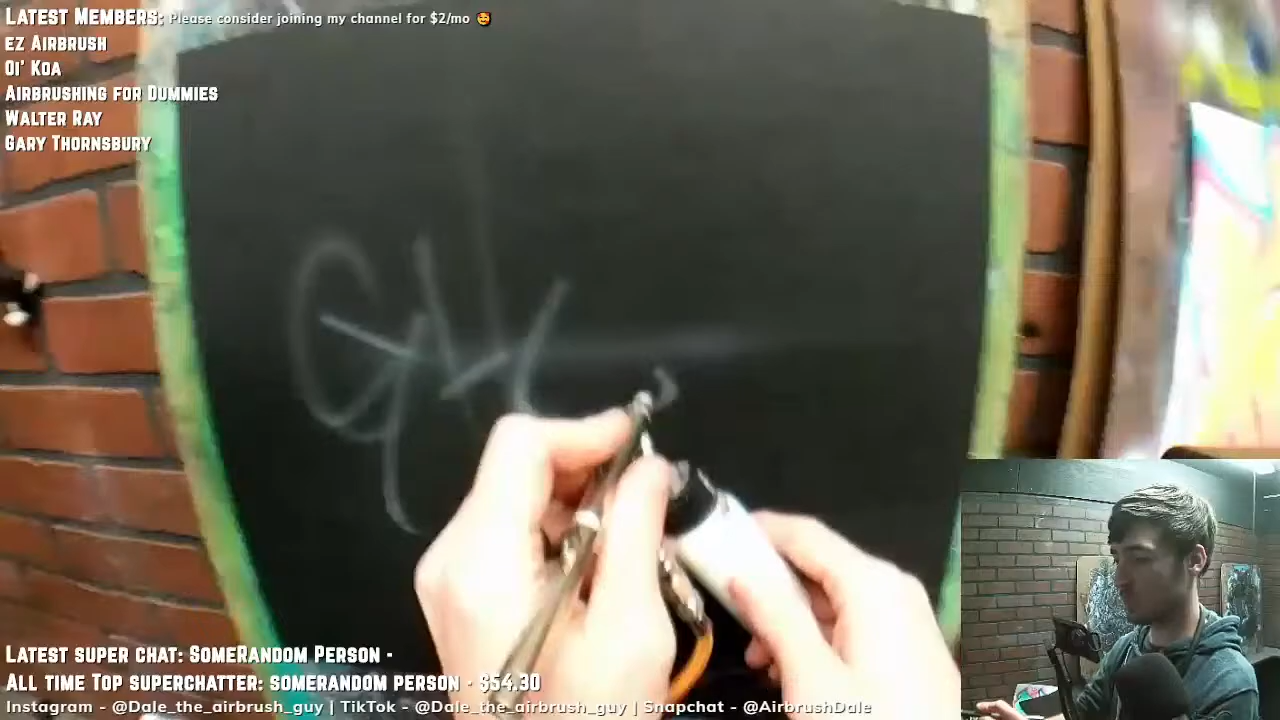 LATEST MEMBERS: Please consider joining my channel for $2/mo 🥰
EZ AIRBRUSH
OI' KOA
AIRBRUSHING FOR DUMMIES
WALTER RAY
GARY THORNSBURY
LATEST SUPER CHAT: SOMERANDOM PERSON -
ALL TIME TOP SUPERCHATTER: SOMERANDOM PERSON - $54.30
Instagram - @Dale_the_airbrush_guy | TikTok - @Dale_the_airbrush_guy | Snapchat - @AirbrushDale